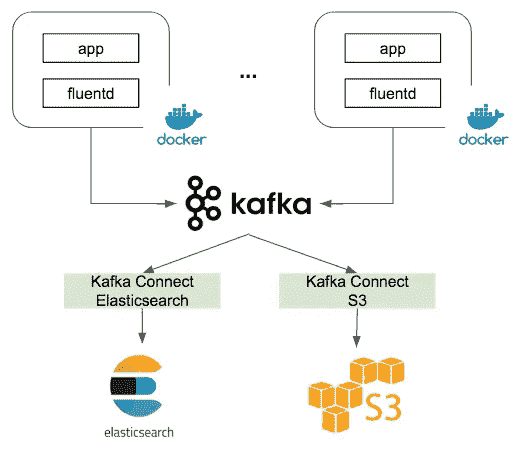 app
fluentd
docker
...
app
fluentd
docker
kafka
Kafka Connect
Elasticsearch
Kafka Connect
S3
elasticsearch
S3